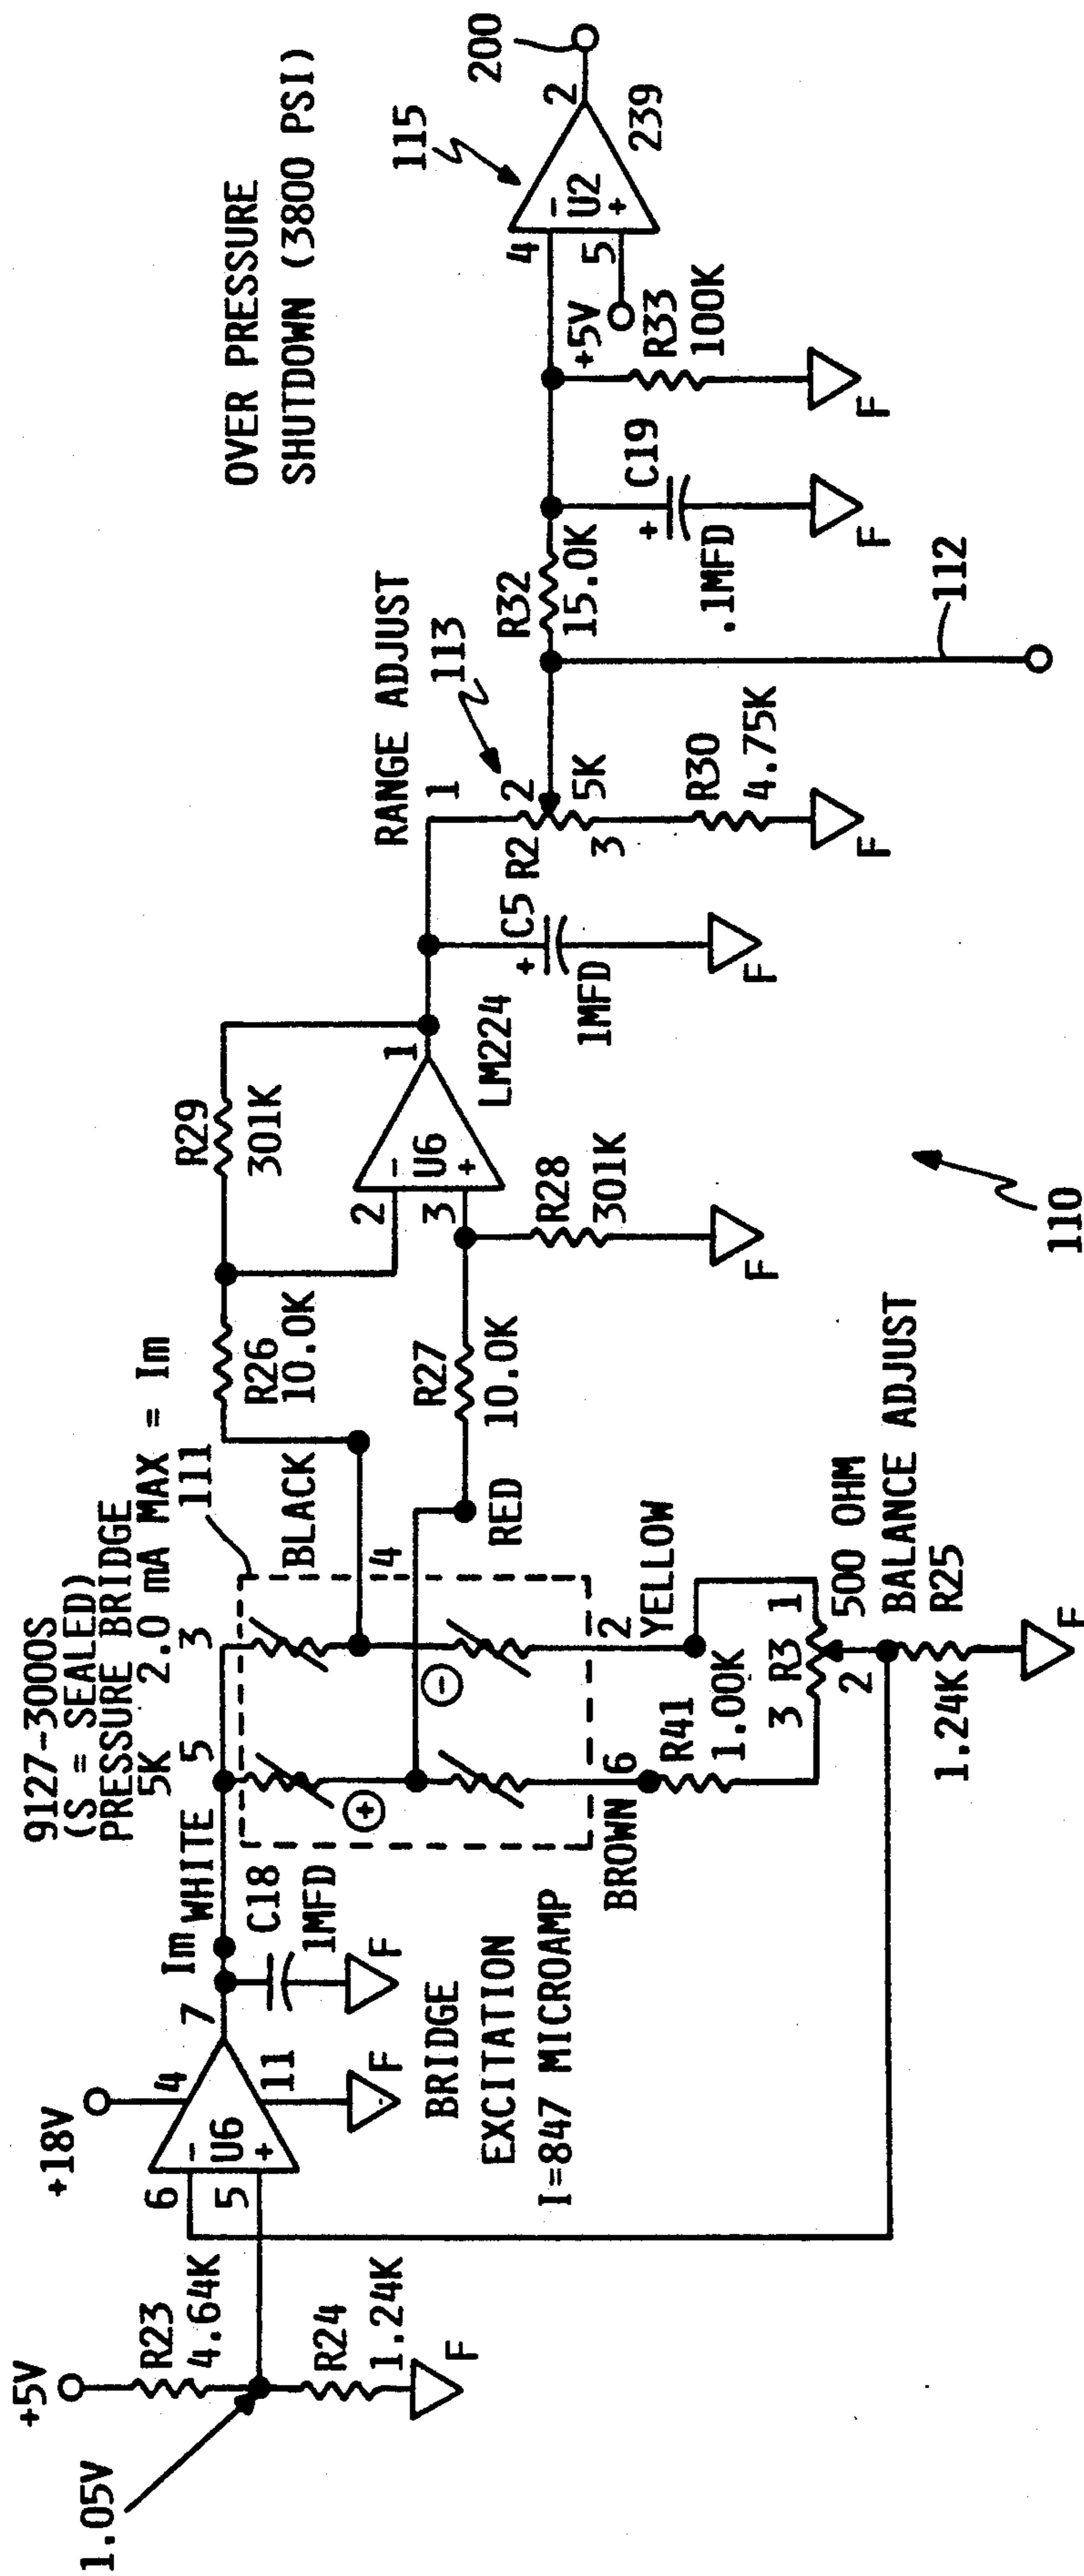 1.05V
+5V
R23
4.64K
R24
1.24K
F
+18V
6
5
-
U6
+
4
7
11
F
Im
WHITE
C18
1MFD
F
BRIDGE
EXCITATION
I=847 MICROAMP
9127-3000S
(S = SEALED)
PRESSURE BRIDGE
5K 2.0 mA MAX = Im
5
3
111
+
-
4
BLACK
RED
BROWN
6
2
YELLOW
R41
1.00K
3
R3
1
2
500 OHM
BALANCE ADJUST
R25
1.24K
F
R26
10.0K
R27
10.0K
R29
301K
2
3
-
U6
+
1
LM224
R28
301K
F
+
C5
1MFD
F
RANGE ADJUST
113
1
R2
2
5K
3
R30
4.75K
F
R32
15.0K
112
+
C19
.1MFD
F
R33
100K
F
+5V
4
5
-
U2
+
2
239
115
200
OVER PRESSURE
SHUTDOWN (3800 PSI)
110